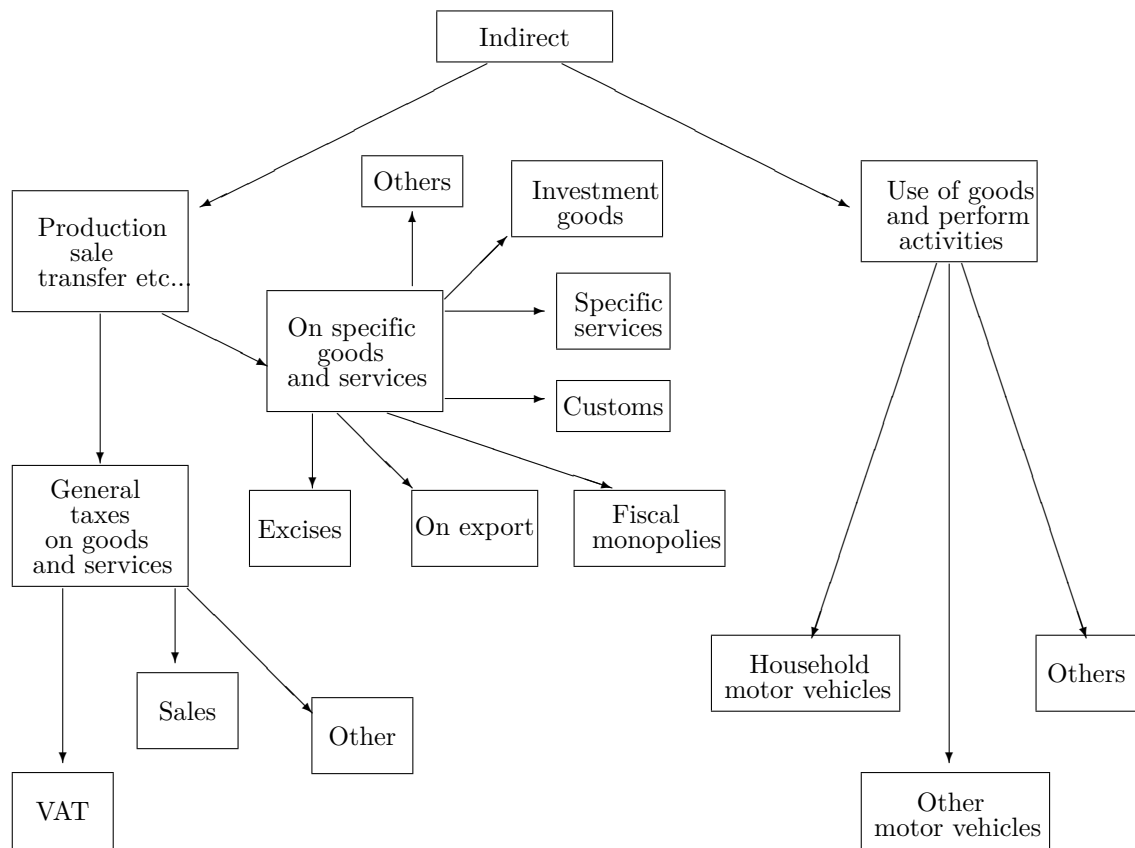 Indirect
Others
Investment
goods
Use of goods
and perform
activities
Production
sale
transfer etc...
Specific
services
On specific
goods
and services
Customs
General
taxes
on goods
and services
Excises
On export
Fiscal
monopolies
Household
motor vehicles
Others
Sales
Other
VAT
Other
motor vehicles